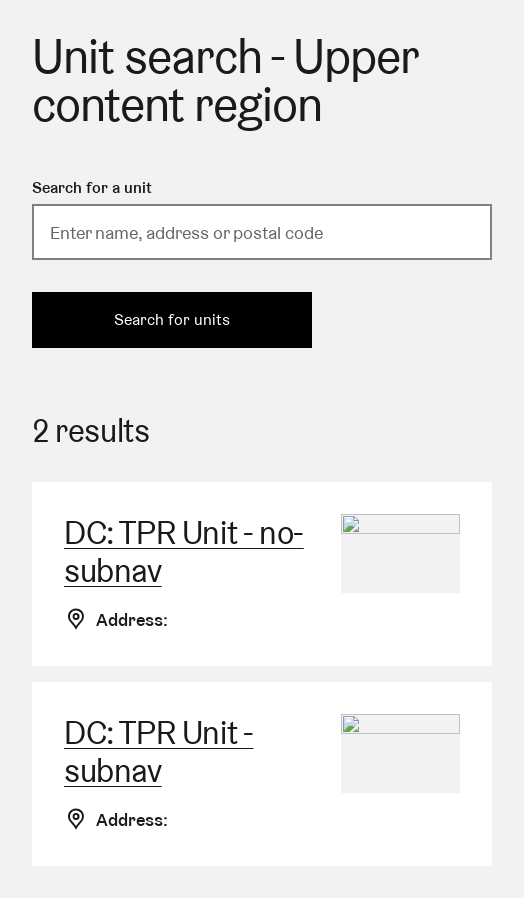 Unit search - Upper
content region
Search for a unit
Enter name, address or postal code
Search for units
2 results
DC: TPR Unit - no-
subnav
Address:
DC: TPR Unit -
subnav
Address: